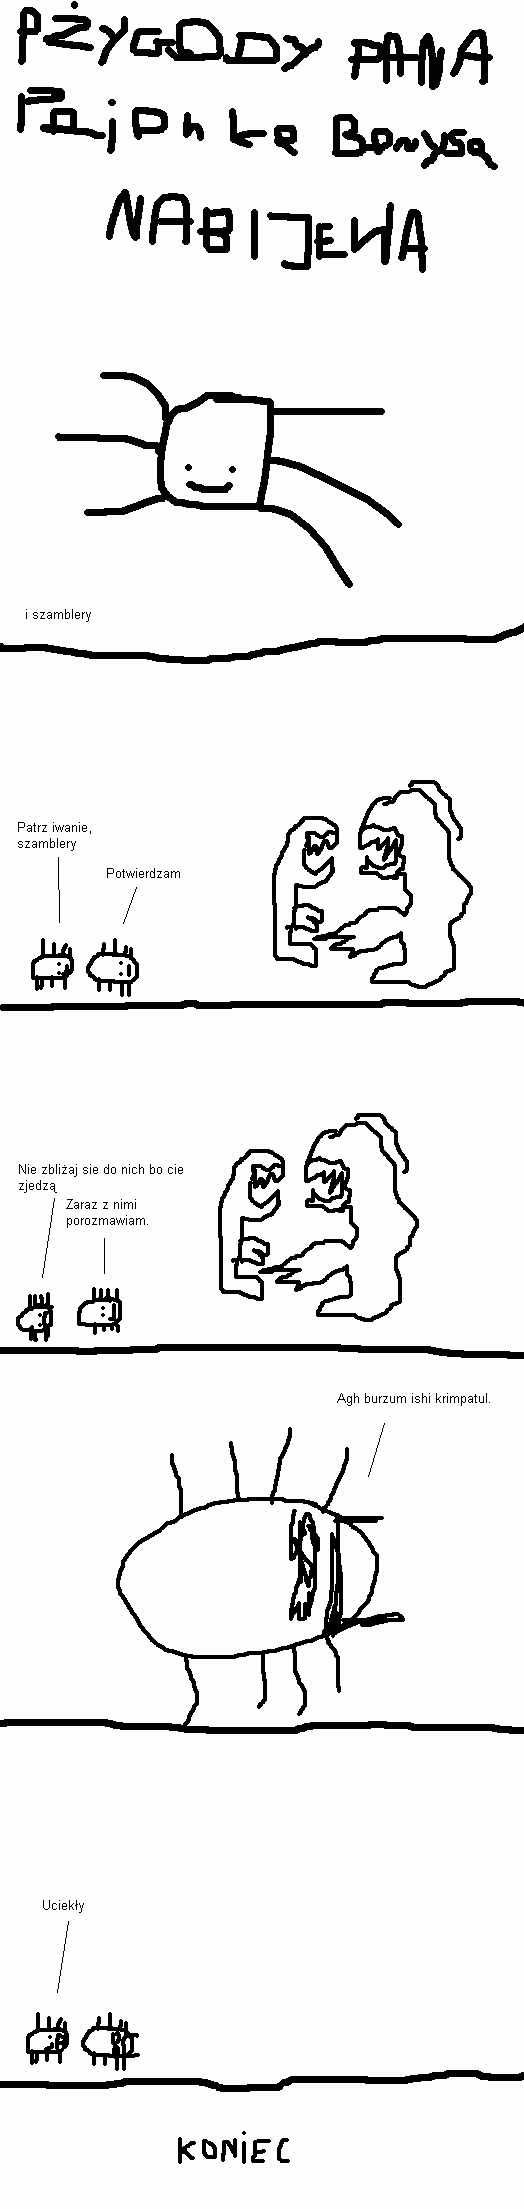 PŻYGODY PANA
Pajonka Borysa
NABIJENA
i szamblery
Patrz iwanie,
szamblery
Potwierdzam
Nie zbliżaj sie do nich bo cie
zjedzą
Zaraz z nimi
porozmawiam.
Agh burzum ishi krimpatul.
Uciekły
KONIEC